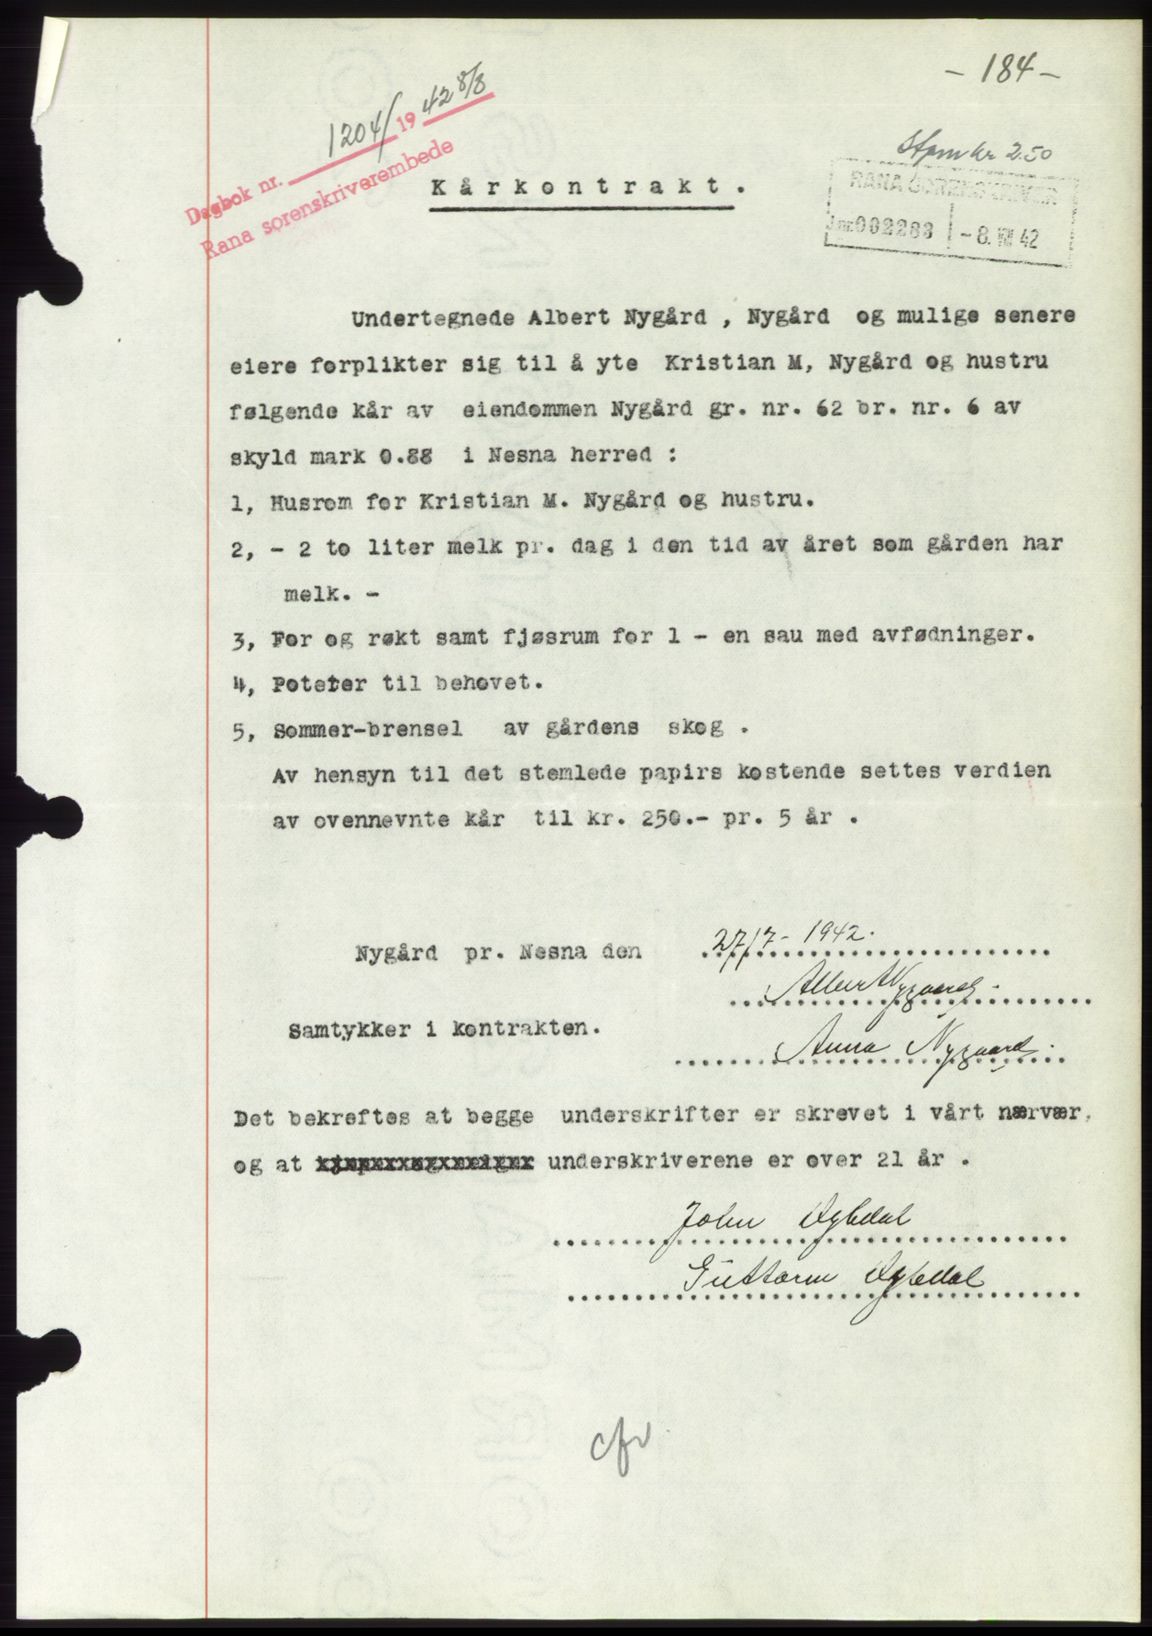 - 184 -
Dagbok nr. 1204/ 1942 8/8
Rana sorenskriverembede
2.50
Kårkontrakt.
RANA SORENSKRIVER
Jnr. 002283 - 8. VIII 42
Undertegnede Albert Nygård , Nygård og mulige senere
eiere forplikter sig til å yte Kristian M, Nygård og hustru
følgende kår av eiendommen Nygård gr. nr. 62 br. nr. 6 av
skyld mark 0.88 i Nesna herred :
1, Husrom for Kristian M. Nygård og hustru.
2, - 2 to liter melk pr. dag i den tid av året som gården har
melk. -
3, For og røkt samt fjøsrum for 1 - en sau med avfødninger.
4, Poteter til behovet.
5, Sommer-brensel av gårdens skog .
Av hensyn til det stemlede papirs kostende settes verdien
av ovennevnte kår til kr. 250.- pr. 5 år .
Nygård pr. Nesna den 27/7 - 1942.
Albert Nygaard.
Samtykker i kontrakten.
Anna Nygaard.
Det bekreftes at begge underskrifter er skrevet i vårt nærvær,
og at underskriverene er over 21 år .
John
Guttorm